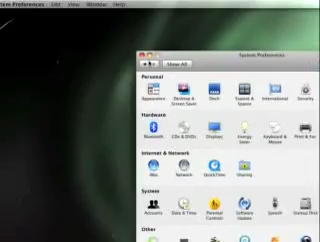 stem Preferences Edit View Window Help
System Preferences
Show All
Personal
Appearance Desktop & Screen Saver Dock Exposé & Spaces International Security
Hardware
Bluetooth CDs & DVDs Displays Energy Saver Keyboard & Mouse Print & Fax
Internet & Network
Mac Network QuickTime Sharing
System
Accounts Date & Time Parental Controls Software Update Speech Startup Disk
Other